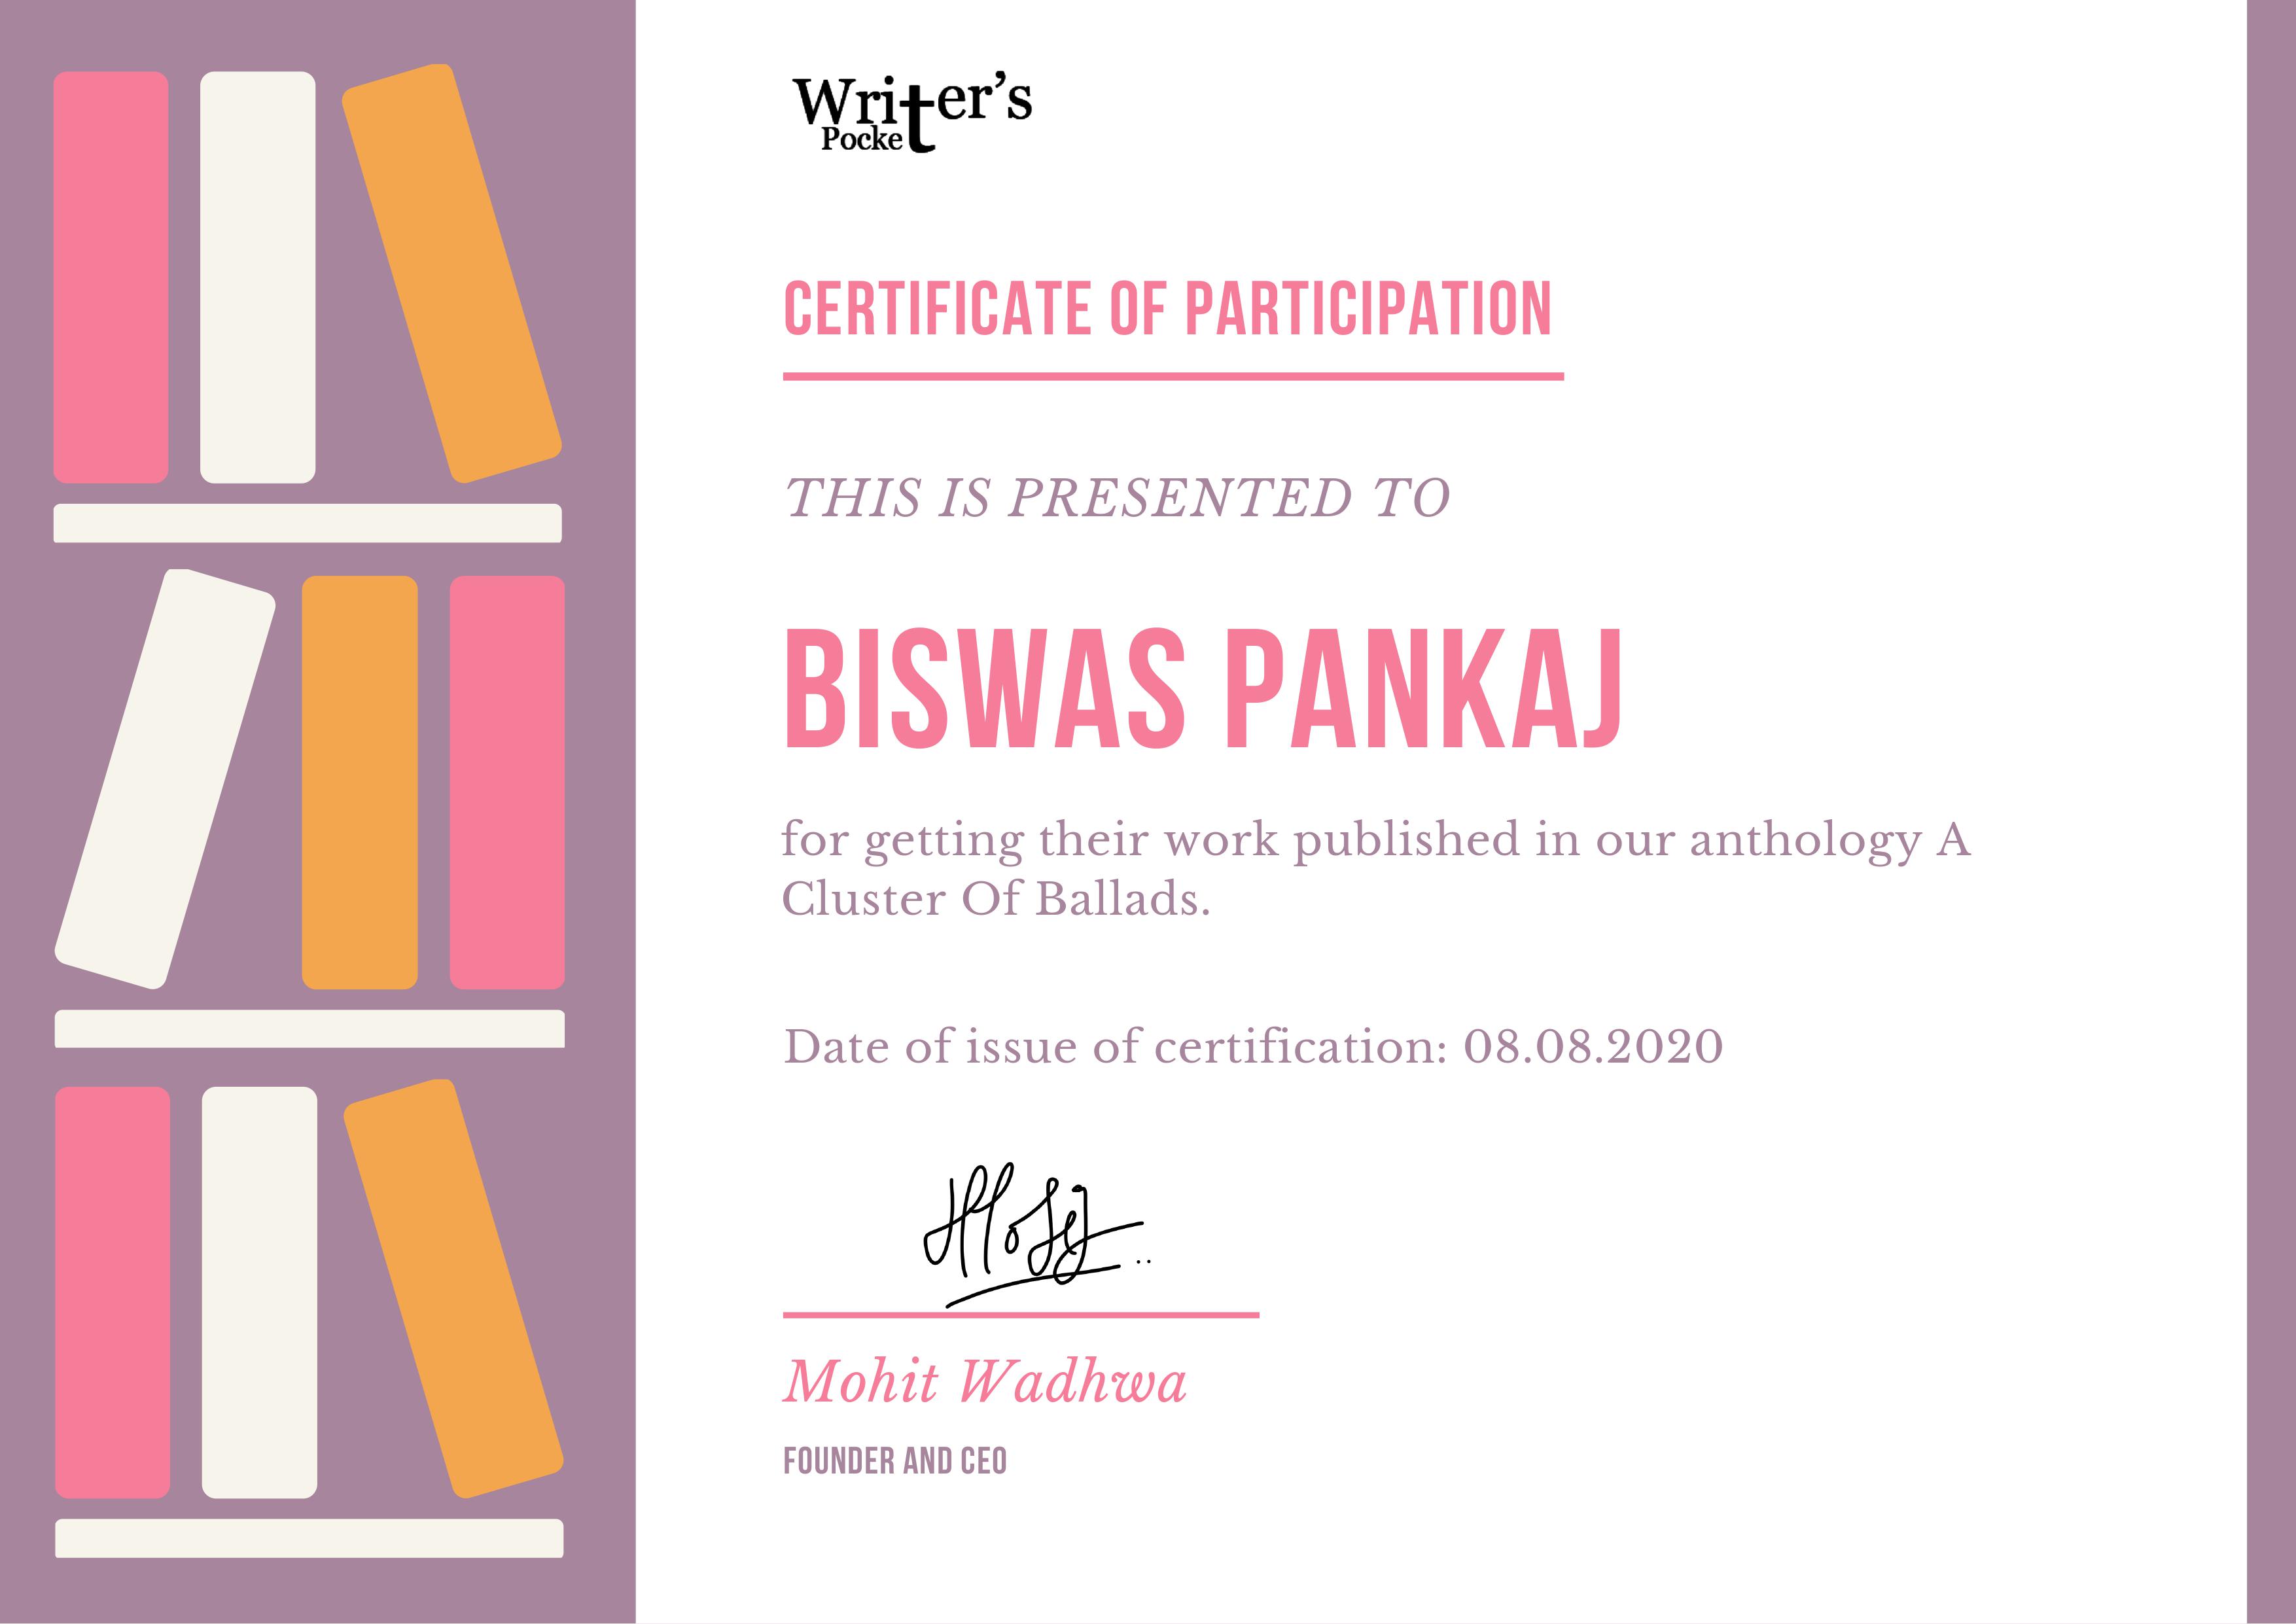 Writer's
Pocket
CERTIFICATE OF PARTICIPATION
THIS IS PRESENTED TO
BISWAS PANKAJ
for getting their work published in our anthology A
Cluster Of Ballads.
Date of issue of certification: 08.08.2020
Mohit Wadhwa
FOUNDER AND CEO